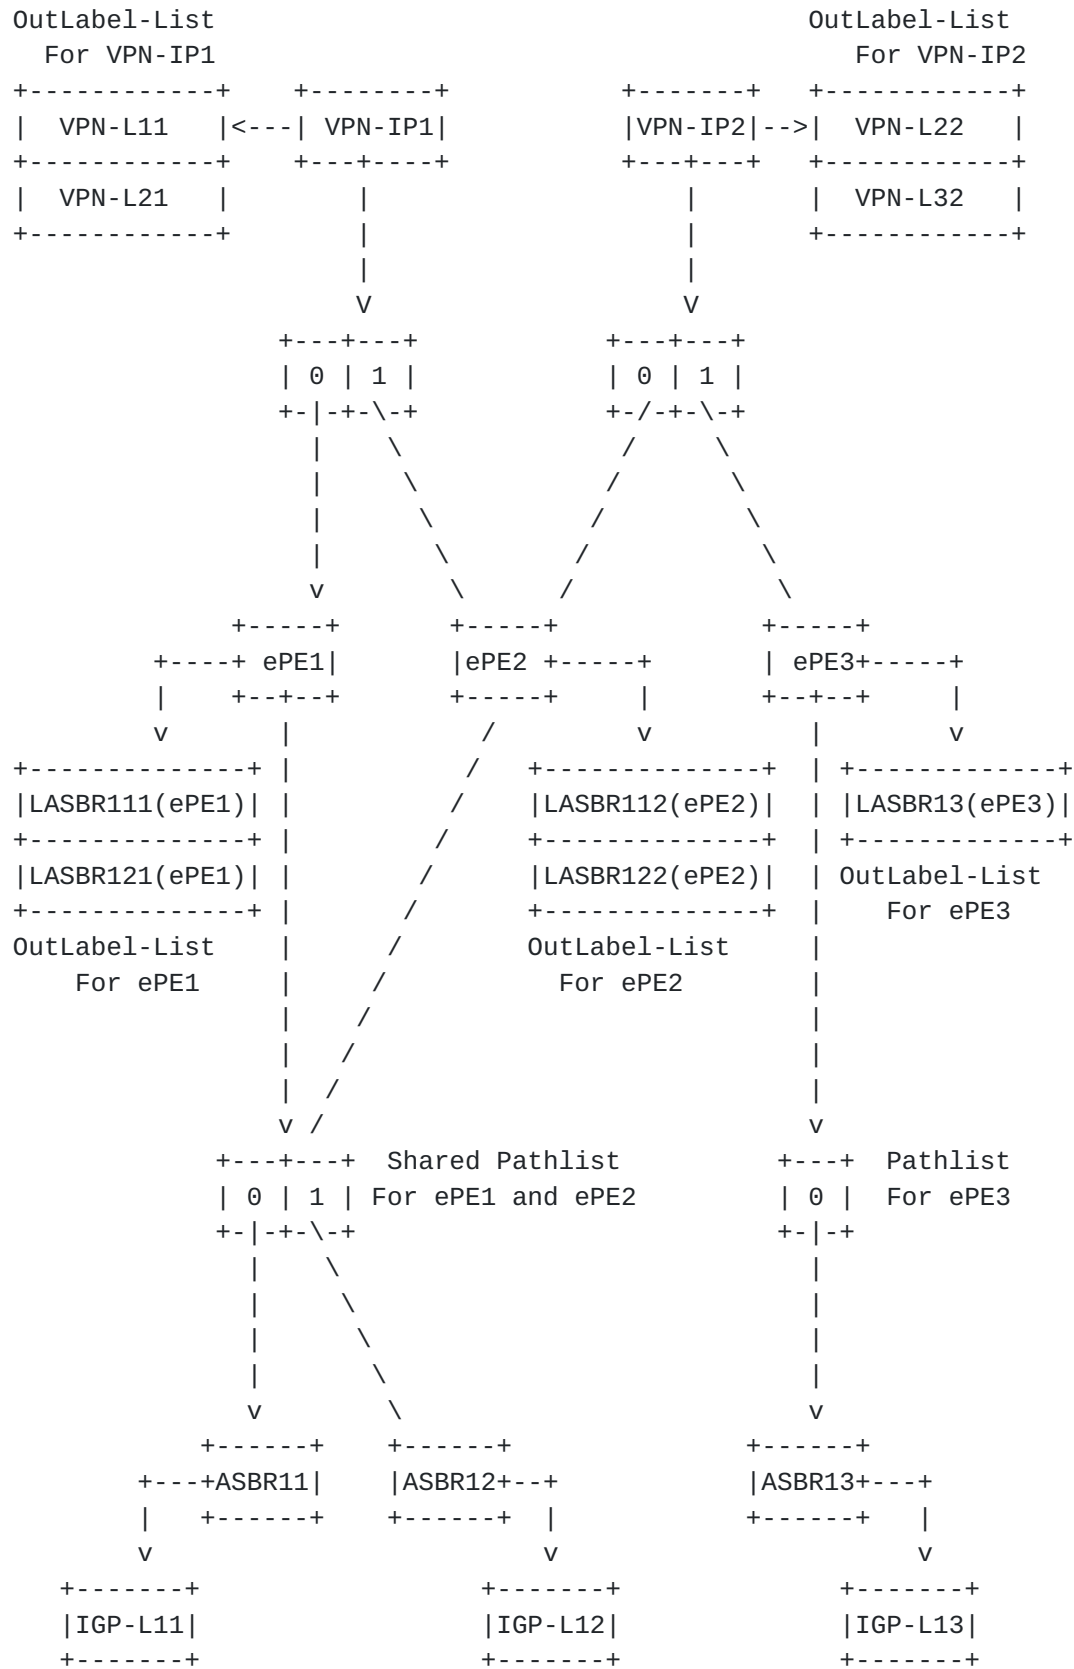 OutLabel-List                                      OutLabel-List
  For VPN-IP1                                         For VPN-IP2
+------------+    +--------+           +-------+   +------------+
|  VPN-L11   |<---| VPN-IP1|           |VPN-IP2|-->|  VPN-L22   |
+------------+    +---+----+           +---+---+   +------------+
|  VPN-L21   |        |                    |       |  VPN-L32   |
+------------+        |                    |       +------------+
                      |                    |
                      V                    V
                 +---+---+            +---+---+
                 | 0 | 1 |            | 0 | 1 |
                 +-|-+-\-+            +-/-+-\-+
                   |    \              /     \
                   |     \            /       \
                   |      \          /         \
                   |       \        /           \
                   v        \      /             \
              +-----+       +-----+             +-----+
         +----+ ePE1|       |ePE2 +-----+       | ePE3+-----+
         |    +--+--+       +-----+     |       +--+--+     |
         v       |            /         v          |        v
+--------------+ |           /   +--------------+  | +-------------+
|LASBR111(ePE1)| |          /    |LASBR112(ePE2)|  | |LASBR13(ePE3)|
+--------------+ |         /     +--------------+  | +-------------+
|LASBR121(ePE1)| |        /      |LASBR122(ePE2)|  | OutLabel-List
+--------------+ |       /       +--------------+  |    For ePE3
OutLabel-List    |      /        OutLabel-List     |
    For ePE1     |     /           For ePE2        |
                 |    /                            |
                 |   /                             |
                 |  /                              |
                 v /                               v
             +---+---+  Shared Pathlist          +---+  Pathlist
             | 0 | 1 | For ePE1 and ePE2         | 0 |  For ePE3
             +-|-+-\-+                           +-|-+
               |    \                              |
               |     \                             |
               |      \                            |
               |       \                           |
               v        \                          v
            +------+    +------+               +------+
        +---+ASBR11|    |ASBR12+--+            |ASBR13+---+
        |   +------+    +------+  |            +------+   |
        v                         v                       v
   +-------+                  +-------+              +-------+
   |IGP-L11|                  |IGP-L12|              |IGP-L13|
   +-------+                  +-------+              +-------+